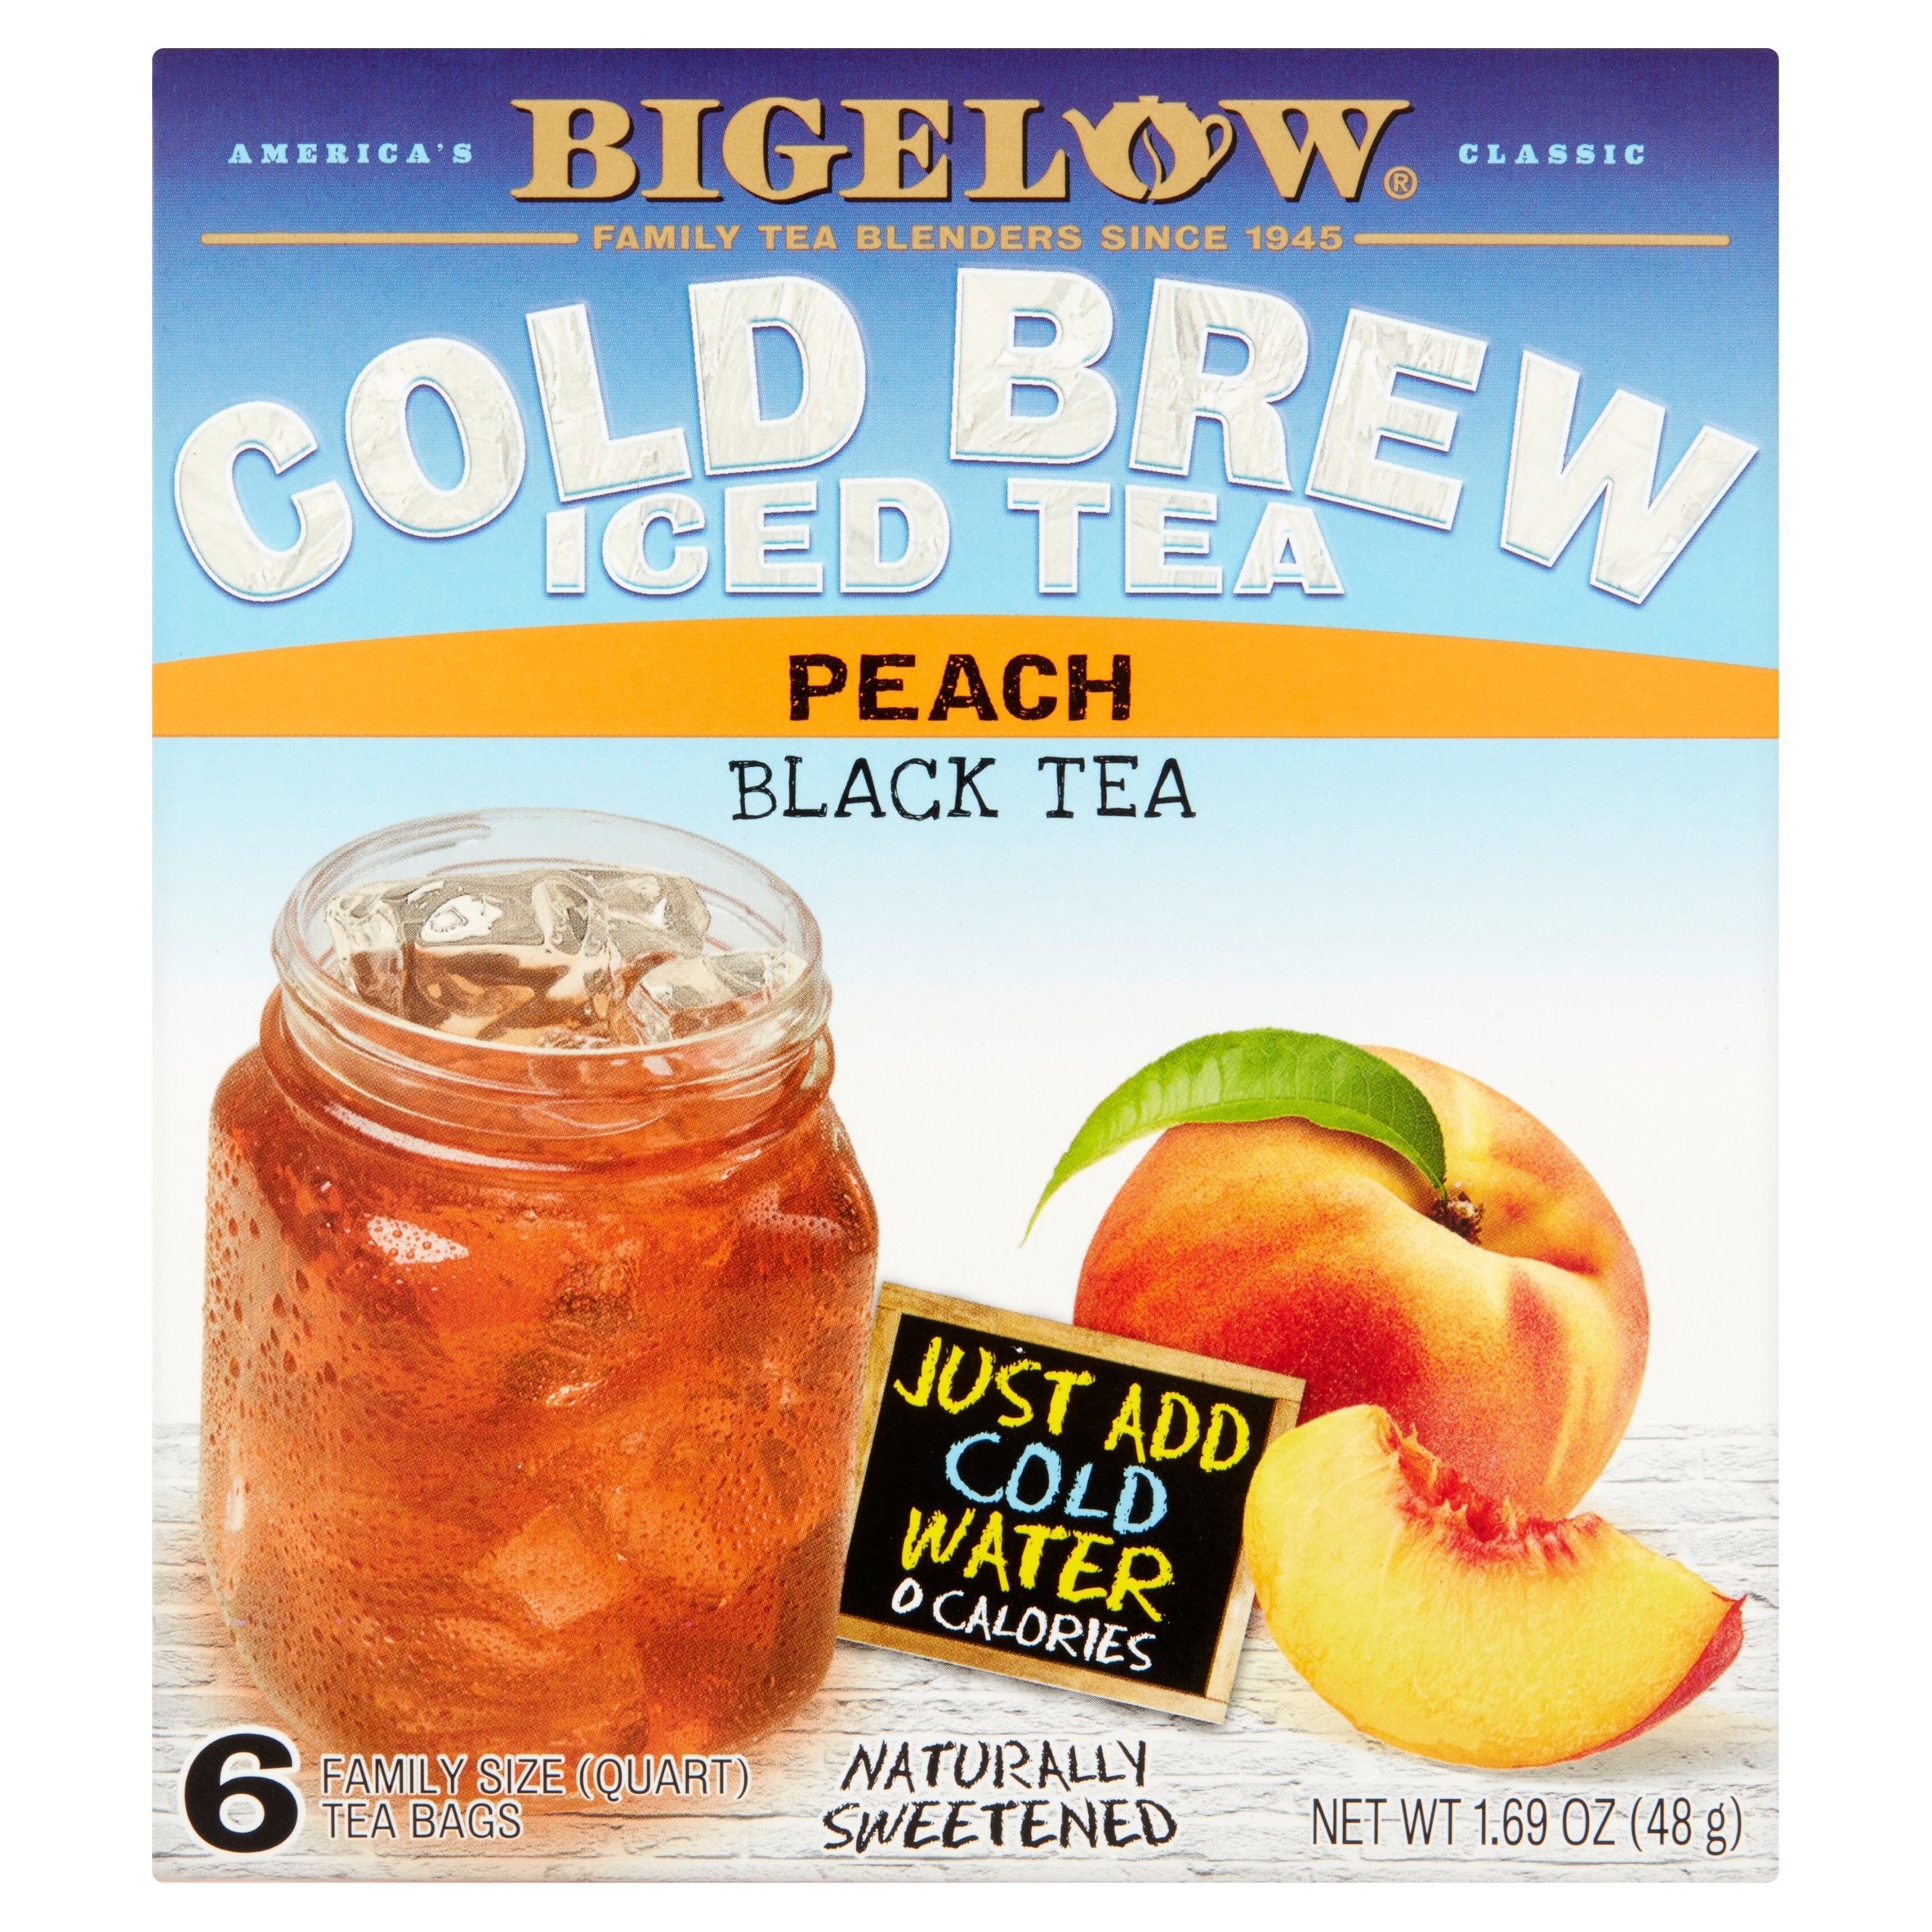 AMERICA'S BIGELOW® CLASSIC
FAMILY TEA BLENDERS SINCE 1945
COLD BREW
ICED TEA
PEACH
BLACK TEA
JUST ADD
COLD
WATER
0 CALORIES
6 FAMILY SIZE (QUART)
TEA BAGS
NATURALLY
SWEETENED
NET WT 1.69 OZ (48 g)